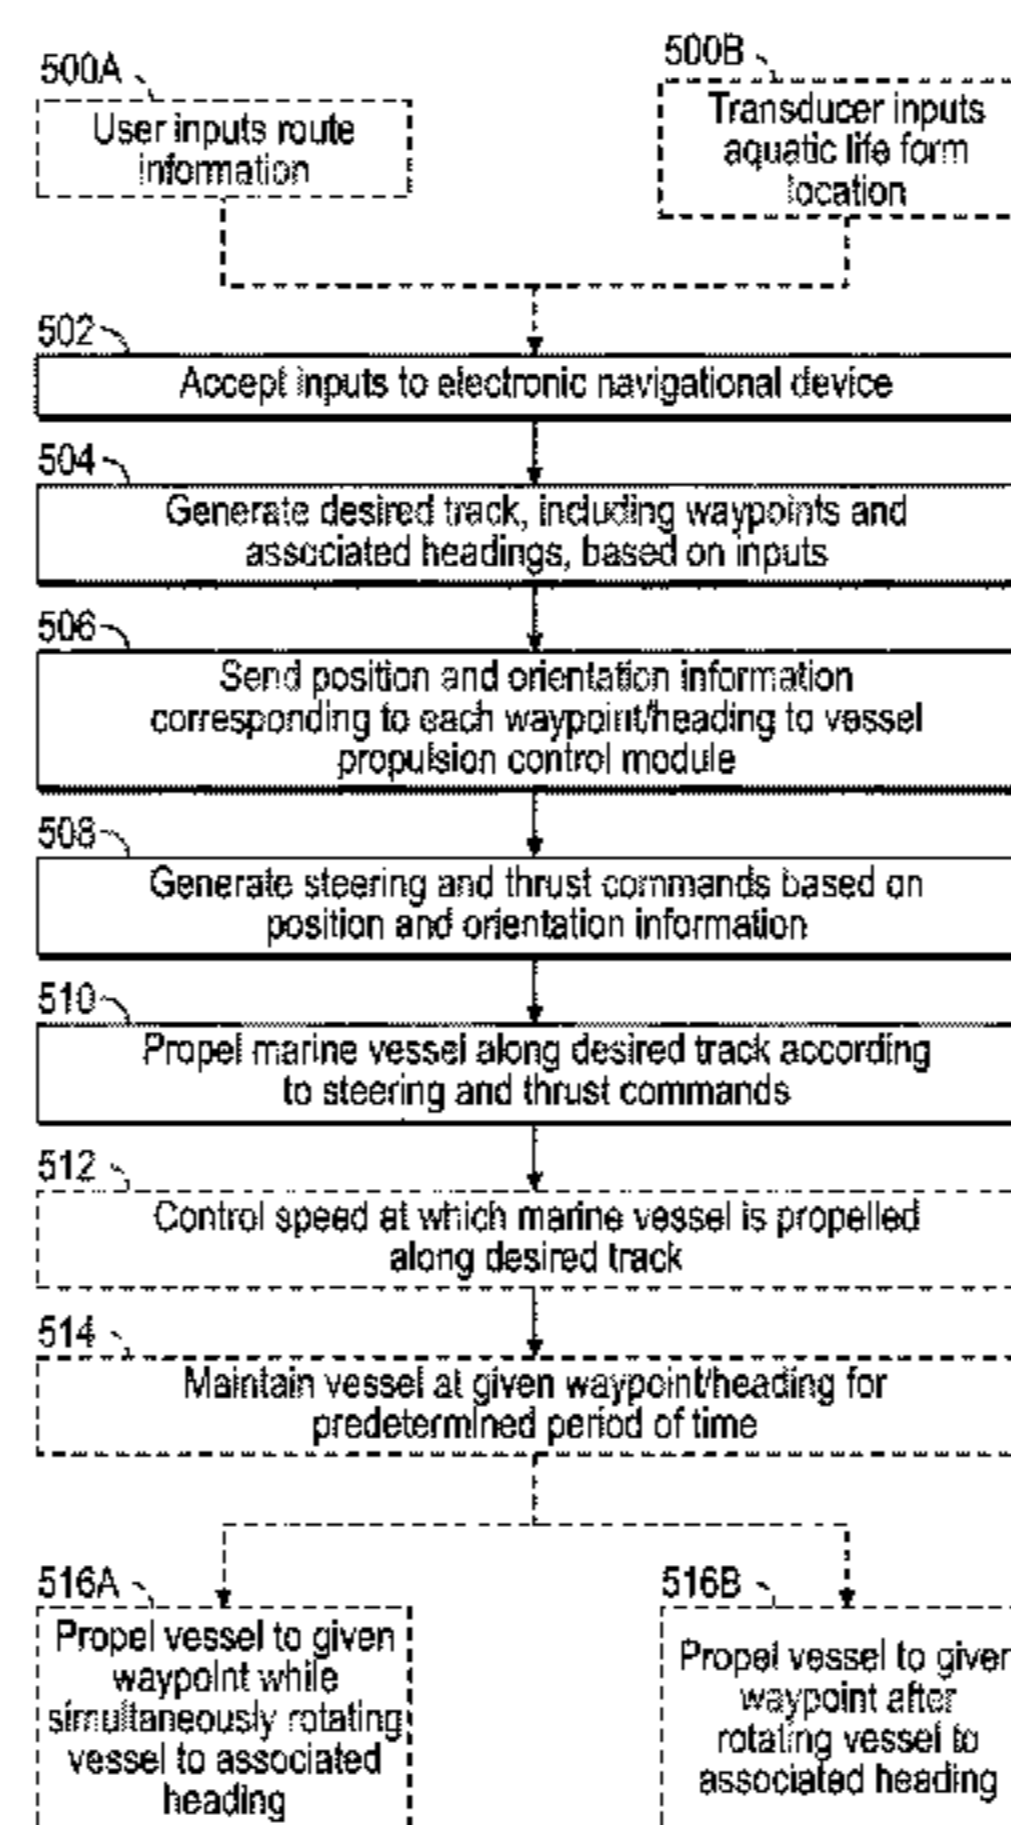 500A
User inputs route
information
500B
Transducer inputs
aquatic life form
location
502
Accept inputs to electronic navigational device
504
Generate desired track, including waypoints and
associated headings, based on inputs
506
Send position and orientation information
corresponding to each waypoint/heading to vessel
propulsion control module
508
Generate steering and thrust commands based on
position and orientation information
510
Propel marine vessel along desired track according
to steering and thrust commands
512
Control speed at which marine vessel is propelled
along desired track
514
Maintain vessel at given waypoint/heading for
predetermined period of time
516A
Propel vessel to given
waypoint while
simultaneously rotating
vessel to associated
heading
516B
Propel vessel to given
waypoint after
rotating vessel to
associated heading